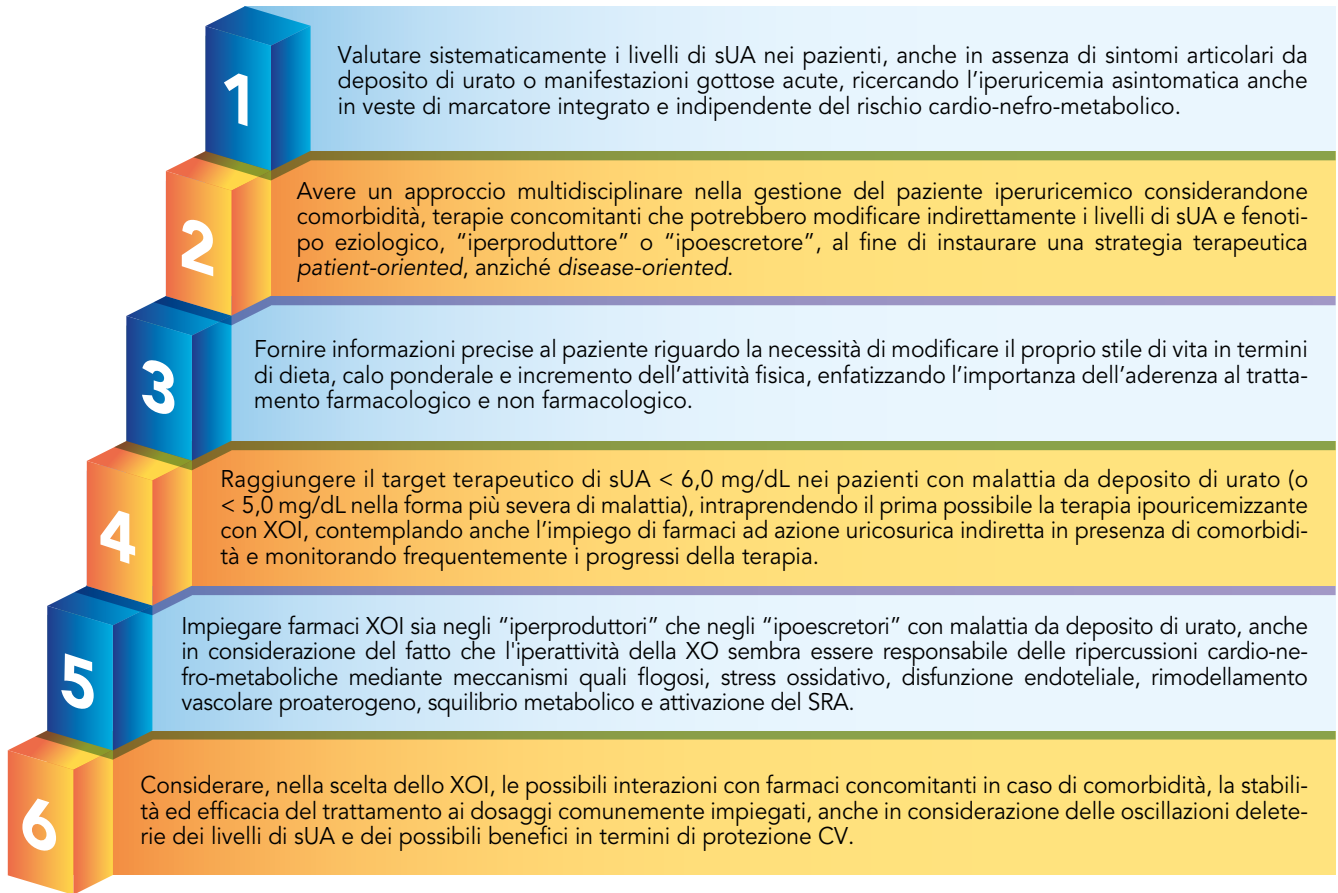 1
Valutare sistematicamente i livelli di sUA nei pazienti, anche in assenza di sintomi articolari da
deposito di urato o manifestazioni gottose acute, ricercando l’iperuricemia asintomatica anche
in veste di marcatore integrato e indipendente del rischio cardio-nefro-metabolico.
2
Avere un approccio multidisciplinare nella gestione del paziente iperuricemico considerandone
comorbidità, terapie concomitanti che potrebbero modificare indirettamente i livelli di sUA e fenoti-
po eziologico, “iperproduttore” o “ipoescretore”, al fine di instaurare una strategia terapeutica
patient-oriented, anziché disease-oriented.
3
Fornire informazioni precise al paziente riguardo la necessità di modificare il proprio stile di vita in termini
di dieta, calo ponderale e incremento dell’attività fisica, enfatizzando l’importanza dell’aderenza al tratta-
mento farmacologico e non farmacologico.
4
Raggiungere il target terapeutico di sUA < 6,0 mg/dL nei pazienti con malattia da deposito di urato (o
< 5,0 mg/dL nella forma più severa di malattia), intraprendendo il prima possibile la terapia ipouricemizzante
con XOI, contemplando anche l’impiego di farmaci ad azione uricosurica indiretta in presenza di comorbidi-
tà e monitorando frequentemente i progressi della terapia.
5
Impiegare farmaci XOI sia negli “iperproduttori” che negli “ipoescretori” con malattia da deposito di urato, anche
in considerazione del fatto che l'iperattività della XO sembra essere responsabile delle ripercussioni cardio-ne-
fro-metaboliche mediante meccanismi quali flogosi, stress ossidativo, disfunzione endoteliale, rimodellamento
vascolare proaterogeno, squilibrio metabolico e attivazione del SRA.
6
Considerare, nella scelta dello XOI, le possibili interazioni con farmaci concomitanti in caso di comorbidità, la stabili-
tà ed efficacia del trattamento ai dosaggi comunemente impiegati, anche in considerazione delle oscillazioni delete-
rie dei livelli di sUA e dei possibili benefici in termini di protezione CV.